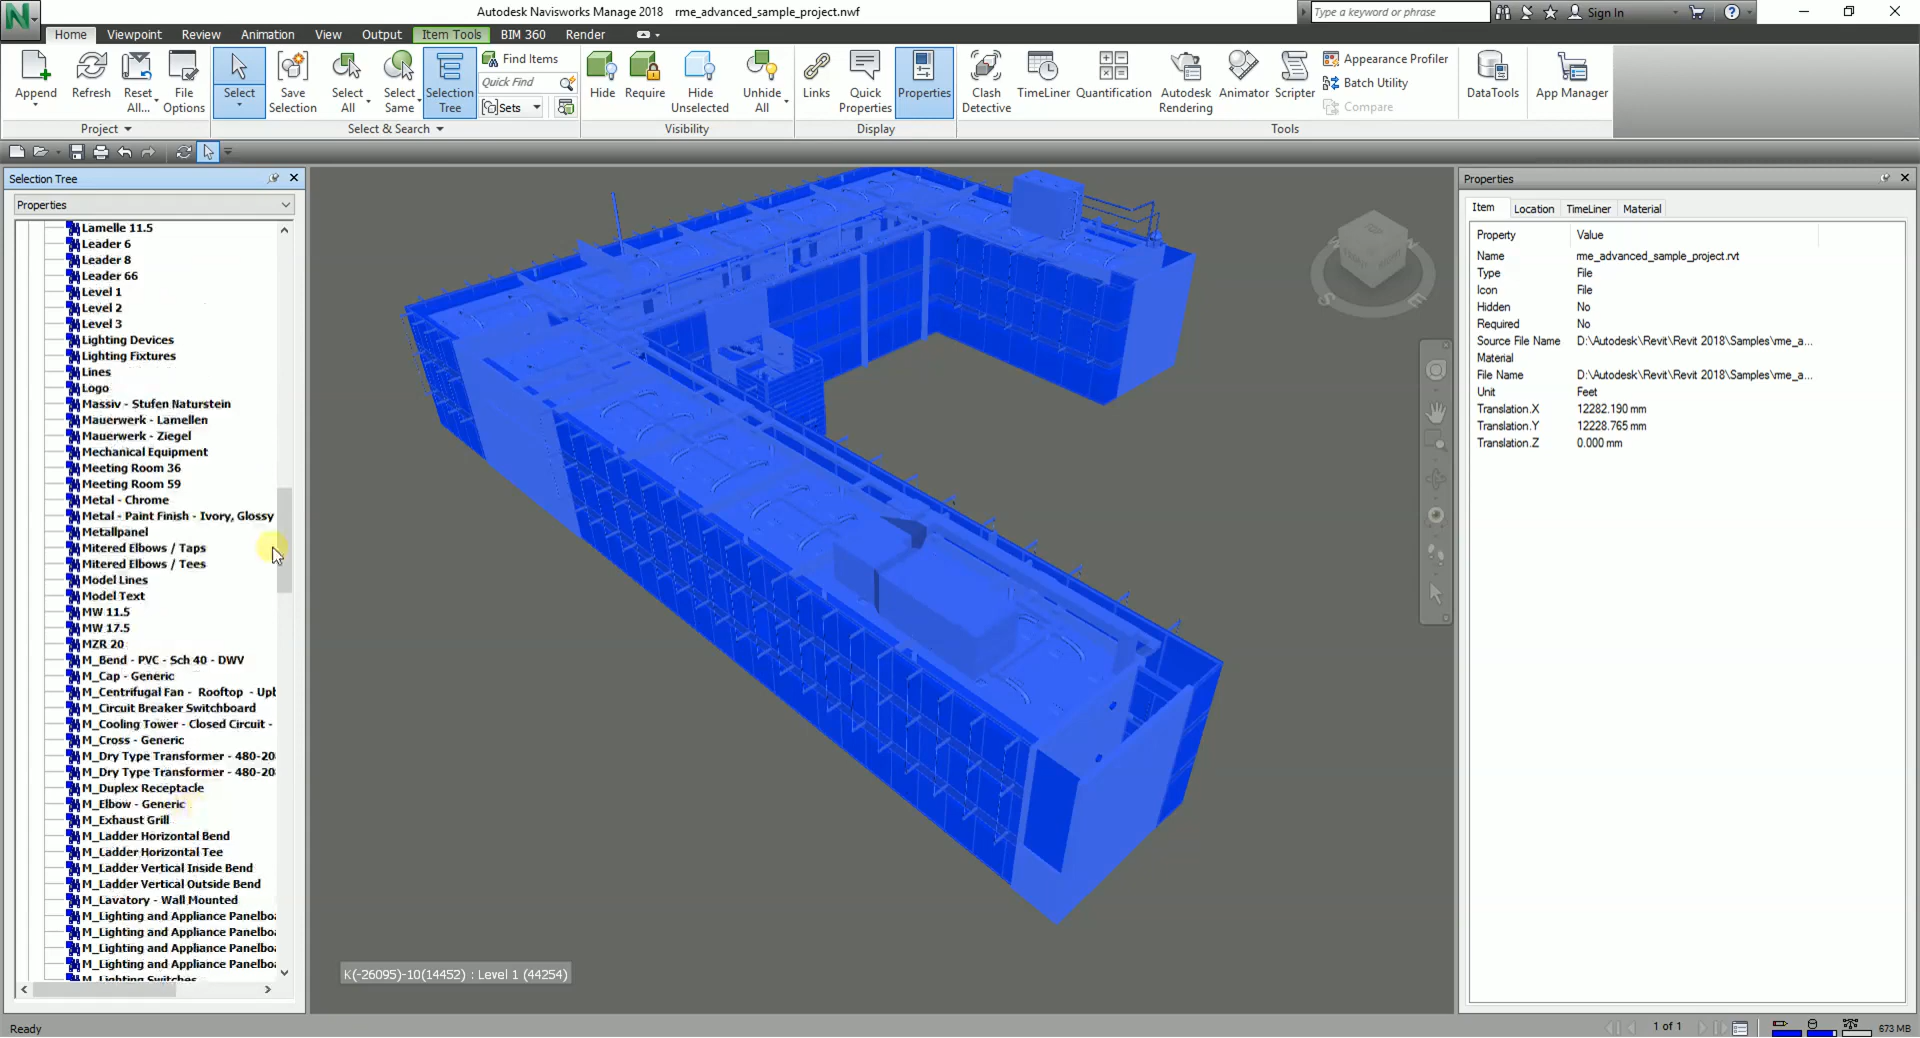 Autodesk Navisworks Manage 2018 rme_advanced_sample_project.nwf
Type a keyword or phrase
Sign In
Home Viewpoint Review Animation View Output Item Tools BIM 360 Render
Append
Refresh
Reset All...
File Options
Project
Select
Save Selection
Select All
Select Same
Selection Tree
Find Items
Quick Find
Sets
Select & Search
Hide
Require
Hide Unselected
Unhide All
Visibility
Links
Quick Properties
Properties
Display
Clash Detective
TimeLiner
Quantification
Autodesk Rendering
Animator
Scripter
Appearance Profiler
Batch Utility
Compare
DataTools
App Manager
Tools
Selection Tree
Properties
Lamelle 11.5
Leader 6
Leader 8
Leader 66
Level 1
Level 2
Level 3
Lighting Devices
Lighting Fixtures
Lines
Logo
Massiv - Stufen Naturstein
Mauerwerk - Lamellen
Mauerwerk - Ziegel
Mechanical Equipment
Meeting Room 36
Meeting Room 59
Metal - Chrome
Metal - Paint Finish - Ivory, Glossy
Metallpanel
Mitered Elbows / Taps
Mitered Elbows / Tees
Model Lines
Model Text
MW 11.5
MW 17.5
MZR 20
M_Bend - PVC - Sch 40 - DWV
M_Cap - Generic
M_Centrifugal Fan - Rooftop - Upb
M_Circuit Breaker Switchboard
M_Cooling Tower - Closed Circuit -
M_Cross - Generic
M_Dry Type Transformer - 480-20
M_Dry Type Transformer - 480-20
M_Duplex Receptacle
M_Elbow - Generic
M_Exhaust Grill
M_Ladder Horizontal Bend
M_Ladder Horizontal Tee
M_Ladder Vertical Inside Bend
M_Ladder Vertical Outside Bend
M_Lavatory - Wall Mounted
M_Lighting and Appliance Panelboa
M_Lighting and Appliance Panelboa
M_Lighting and Appliance Panelboa
M_Lighting and Appliance Panelboa
M_Lighting Switches
K(-26095)-10(14452) : Level 1 (44254)
Properties
Item Location TimeLiner Material
Property Value
Name rme_advanced_sample_project.rvt
Type File
Icon File
Hidden No
Required No
Source File Name D:\Autodesk\Revit\Revit 2018\Samples\rme_a...
Material
File Name D:\Autodesk\Revit\Revit 2018\Samples\rme_a...
Unit Feet
Translation.X 12282.190 mm
Translation.Y 12228.765 mm
Translation.Z 0.000 mm
Ready
1 of 1
673 MB